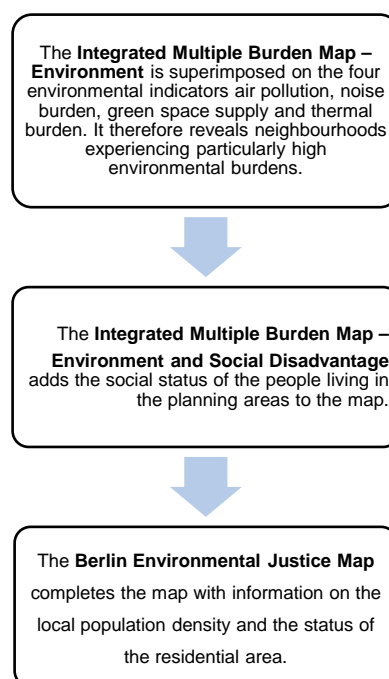 The Integrated Multiple Burden Map –
Environment is superimposed on the four
environmental indicators air pollution, noise
burden, green space supply and thermal
burden. It therefore reveals neighbourhoods
experiencing particularly high
environmental burdens.
The Integrated Multiple Burden Map –
Environment and Social Disadvantage
adds the social status of the people living in
the planning areas to the map.
The Berlin Environmental Justice Map
completes the map with information on the
local population density and the status of
the residential area.